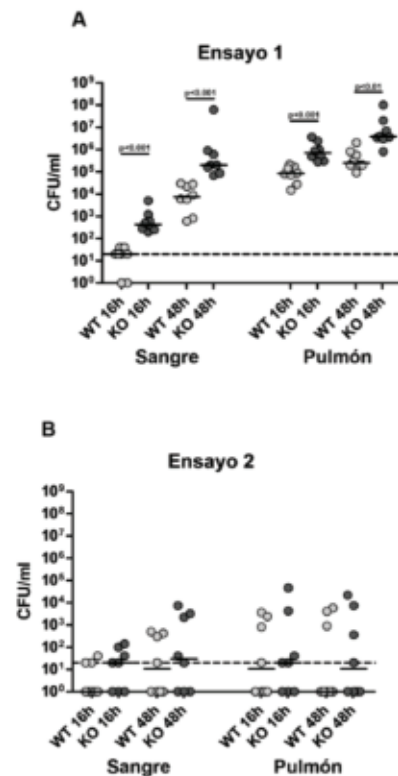 A
Ensayo 1
CFU/ml
10⁹
10⁸
10⁷
10⁶
10⁵
10⁴
10³
10²
10¹
10⁰
p<0.001
p<0.001
p<0.001
p<0.01
WT 16h
KO 16h
WT 48h
KO 48h
WT 16h
KO 16h
WT 48h
KO 48h
Sangre
Pulmón
B
Ensayo 2
CFU/ml
10⁹
10⁸
10⁷
10⁶
10⁵
10⁴
10³
10²
10¹
10⁰
WT 16h
KO 16h
WT 48h
KO 48h
WT 16h
KO 16h
WT 48h
KO 48h
Sangre
Pulmón